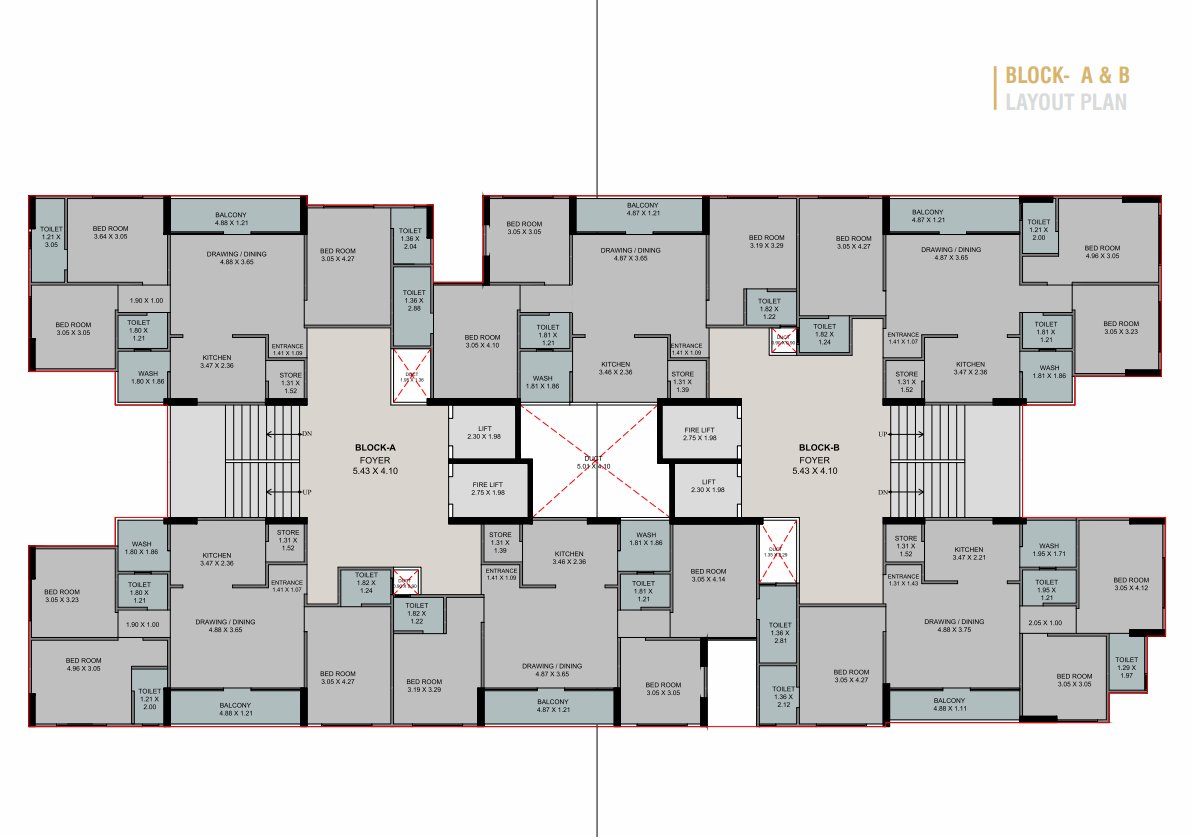 BLOCK- A & B
LAYOUT PLAN
TOILET
1.21 X
3.05
BED ROOM
3.64 X 3.05
BALCONY
4.88 X 1.21
DRAWING / DINING
4.88 X 3.65
BED ROOM
3.05 X 4.27
TOILET
1.36 X
2.04
TOILET
1.36 X
2.88
1.90 X 1.00
BED ROOM
3.05 X 3.05
TOILET
1.80 X
1.21
WASH
1.80 X 1.86
KITCHEN
3.47 X 2.36
ENTRANCE
1.41 X 1.09
STORE
1.31 X
1.52
DUCT
BED ROOM
3.05 X 3.05
BALCONY
4.87 X 1.21
DRAWING / DINING
4.87 X 3.65
BED ROOM
3.19 X 3.29
BED ROOM
3.05 X 4.10
TOILET
1.81 X
1.21
WASH
1.81 X 1.86
KITCHEN
3.46 X 2.36
ENTRANCE
1.41 X 1.09
STORE
1.31 X
1.39
TOILET
1.82 X
1.22
DUCT
BED ROOM
3.05 X 4.27
TOILET
1.82 X
1.24
BALCONY
4.87 X 1.21
DRAWING / DINING
4.87 X 3.65
TOILET
1.21 X
2.00
BED ROOM
4.96 X 3.05
ENTRANCE
1.41 X 1.07
STORE
1.31 X
1.52
KITCHEN
3.47 X 2.36
TOILET
1.81 X
1.21
WASH
1.81 X 1.86
BED ROOM
3.05 X 3.23
DN
UP
BLOCK-A
FOYER
5.43 X 4.10
LIFT
2.30 X 1.98
FIRE LIFT
2.75 X 1.98
DUCT
5.01 X 4.10
FIRE LIFT
2.75 X 1.98
LIFT
2.30 X 1.98
BLOCK-B
FOYER
5.43 X 4.10
UP
DN
WASH
1.80 X 1.86
KITCHEN
3.47 X 2.36
STORE
1.31 X
1.52
BED ROOM
3.05 X 3.23
TOILET
1.80 X
1.21
ENTRANCE
1.41 X 1.07
TOILET
1.82 X
1.24
DUCT
1.90 X 1.00
DRAWING / DINING
4.88 X 3.65
BED ROOM
4.96 X 3.05
TOILET
1.21 X
2.00
BALCONY
4.88 X 1.21
BED ROOM
3.05 X 4.27
STORE
1.31 X
1.39
KITCHEN
3.46 X 2.36
WASH
1.81 X 1.86
ENTRANCE
1.41 X 1.09
TOILET
1.81 X
1.21
BED ROOM
3.05 X 4.14
TOILET
1.82 X
1.22
BED ROOM
3.19 X 3.29
DRAWING / DINING
4.87 X 3.65
BALCONY
4.87 X 1.21
BED ROOM
3.05 X 3.05
DUCT
TOILET
1.36 X
2.81
TOILET
1.36 X
2.12
BED ROOM
3.05 X 4.27
STORE
1.31 X
1.52
KITCHEN
3.47 X 2.21
WASH
1.95 X 1.71
ENTRANCE
1.31 X 1.43
TOILET
1.95 X
1.21
BED ROOM
3.05 X 4.12
DRAWING / DINING
4.88 X 3.75
2.05 X 1.00
BALCONY
4.88 X 1.11
BED ROOM
3.05 X 3.05
TOILET
1.29 X
1.97